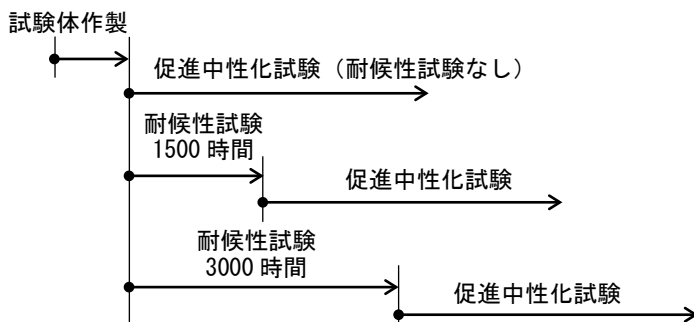 試験体作製
促進中性化試験（耐候性試験なし）
耐候性試験
1500 時間
促進中性化試験
耐候性試験
3000 時間
促進中性化試験